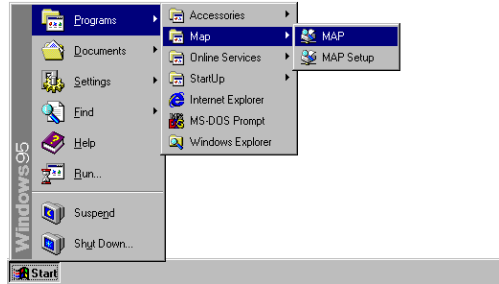 Programs
Documents
Settings
Find
Help
Run...
Suspend
Shut Down...
Windows95
Start
Accessories
Map
Online Services
StartUp
Internet Explorer
MS-DOS Prompt
Windows Explorer
MAP
MAP Setup